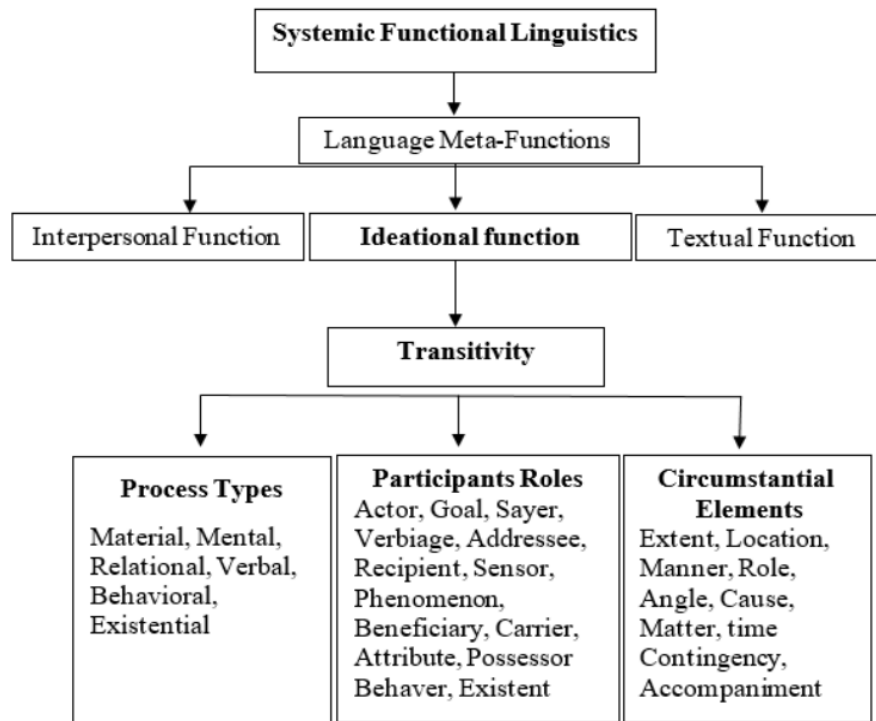 Systemic Functional Linguistics
Language Meta-Functions
Interpersonal Function
Ideational function
Textual Function
Transitivity
Process Types
Material, Mental,
Relational, Verbal,
Behavioral,
Existential
Participants Roles
Actor, Goal, Sayer,
Verbiage, Addressee,
Recipient, Sensor,
Phenomenon,
Beneficiary, Carrier,
Attribute, Possessor
Behaver, Existent
Circumstantial
Elements
Extent, Location,
Manner, Role,
Angle, Cause,
Matter, time
Contingency,
Accompaniment